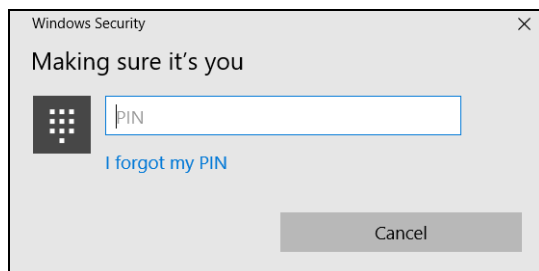 Windows Security
Making sure it's you
PIN
I forgot my PIN
Cancel